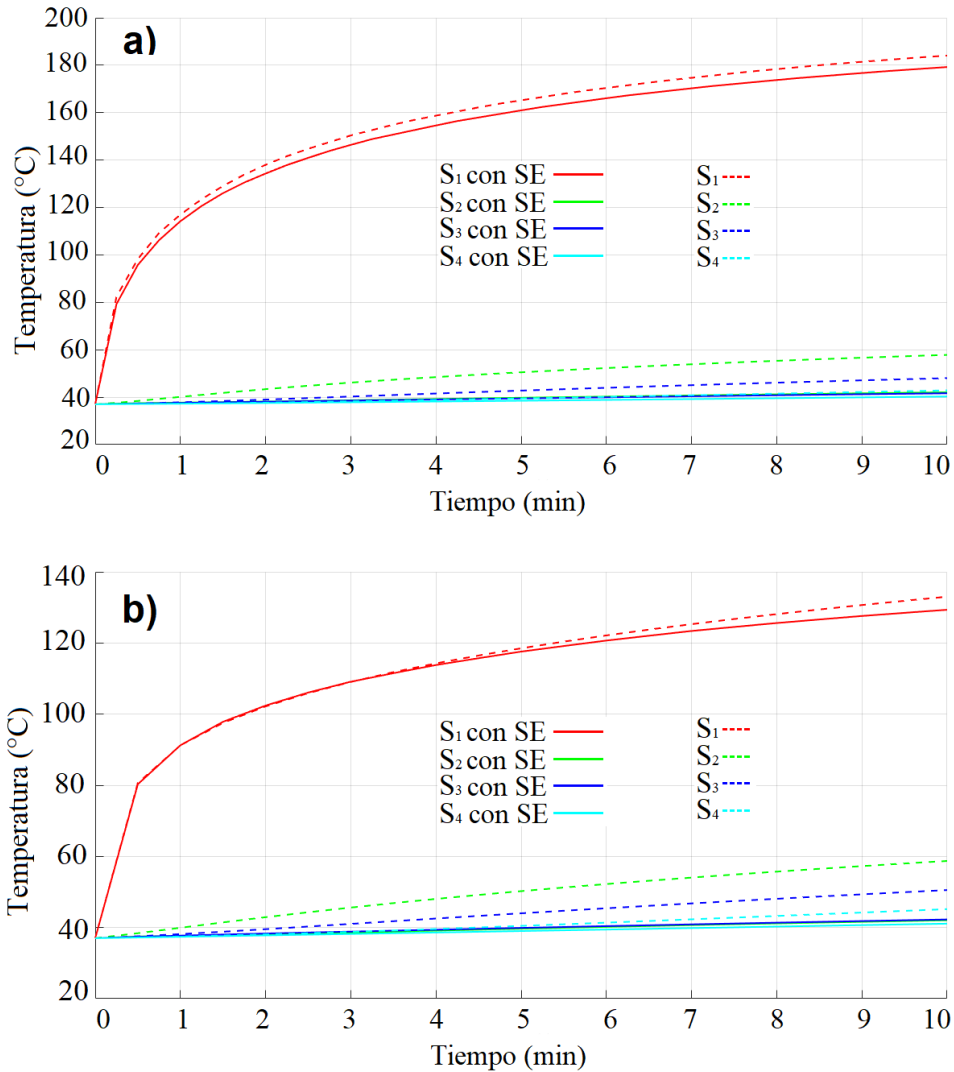 a)
Temperatura (°C)
200
180
160
140
120
100
80
60
40
20
S₁ con SE
S₂ con SE
S₃ con SE
S₄ con SE
S₁
S₂
S₃
S₄
0 1 2 3 4 5 6 7 8 9 10
Tiempo (min)
b)
Temperatura (°C)
140
120
100
80
60
40
20
S₁ con SE
S₂ con SE
S₃ con SE
S₄ con SE
S₁
S₂
S₃
S₄
0 1 2 3 4 5 6 7 8 9 10
Tiempo (min)